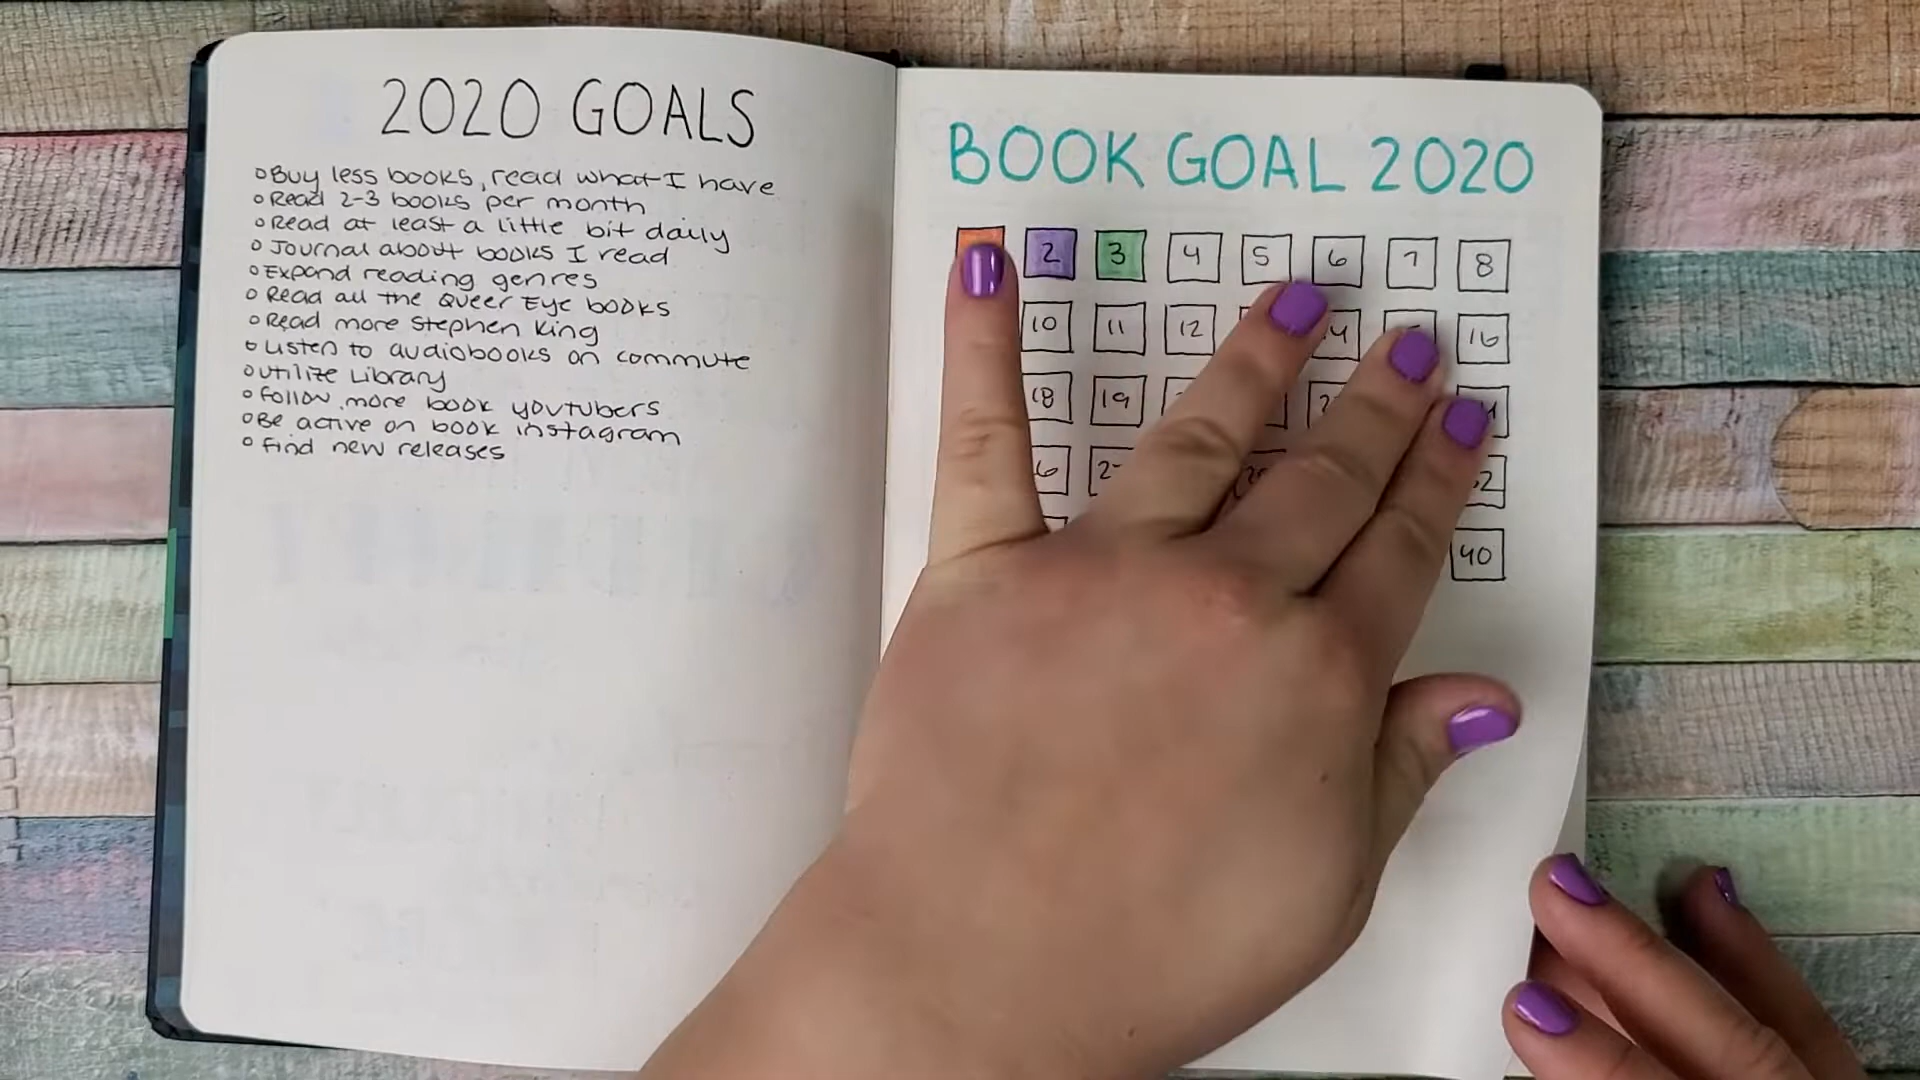 2020 GOALS
Buy less books, read what I have
Read 2-3 books per month
Read at least a little bit daily
Journal about books I read
Expand reading genres
Read all the Queer Eye books
Read more Stephen King
Listen to audiobooks on commute
Utilize Library
Follow more book youtubers
Be active on book instagram
Find new releases
BOOK GOAL 2020
2 3 4 5 6 7 8
10 11 12 16
18 19
40